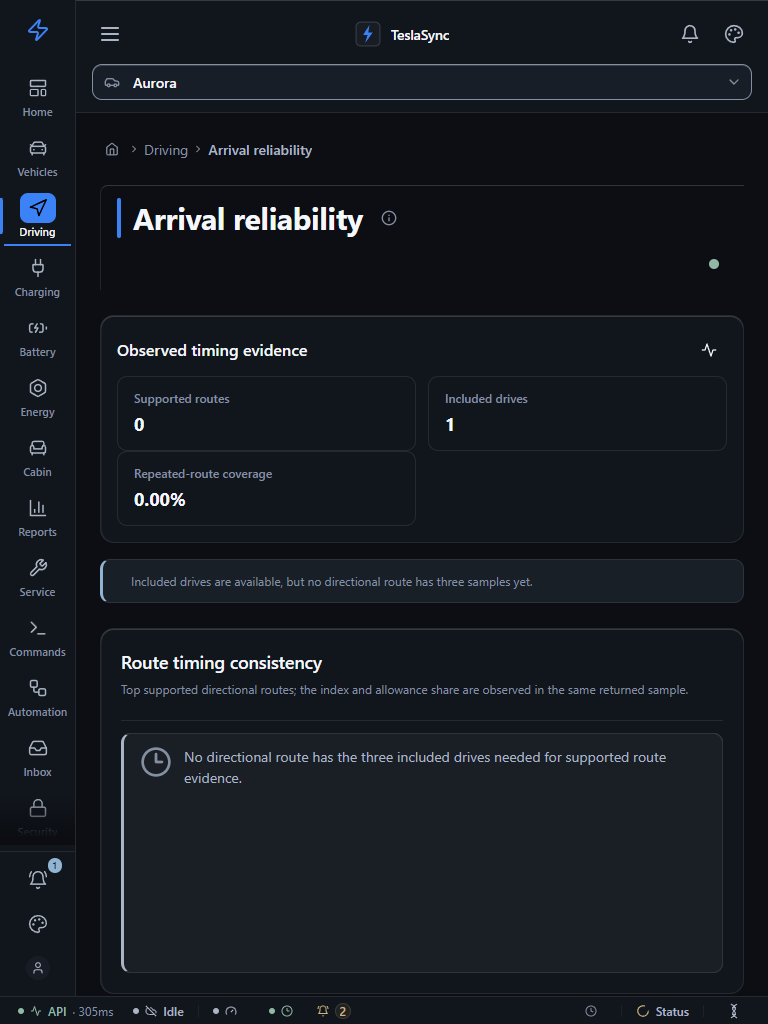 TeslaSync
Aurora
Home
Vehicles
Driving
Charging
Battery
Energy
Cabin
Reports
Service
Commands
Automation
Inbox
Security
1
Driving
Arrival reliability
Arrival reliability
Observed timing evidence
Supported routes
0
Included drives
1
Repeated-route coverage
0.00%
Included drives are available, but no directional route has three samples yet.
Route timing consistency
Top supported directional routes; the index and allowance share are observed in the same returned sample.
No directional route has the three included drives needed for supported route
evidence.
API · 305ms
Idle
2
Status